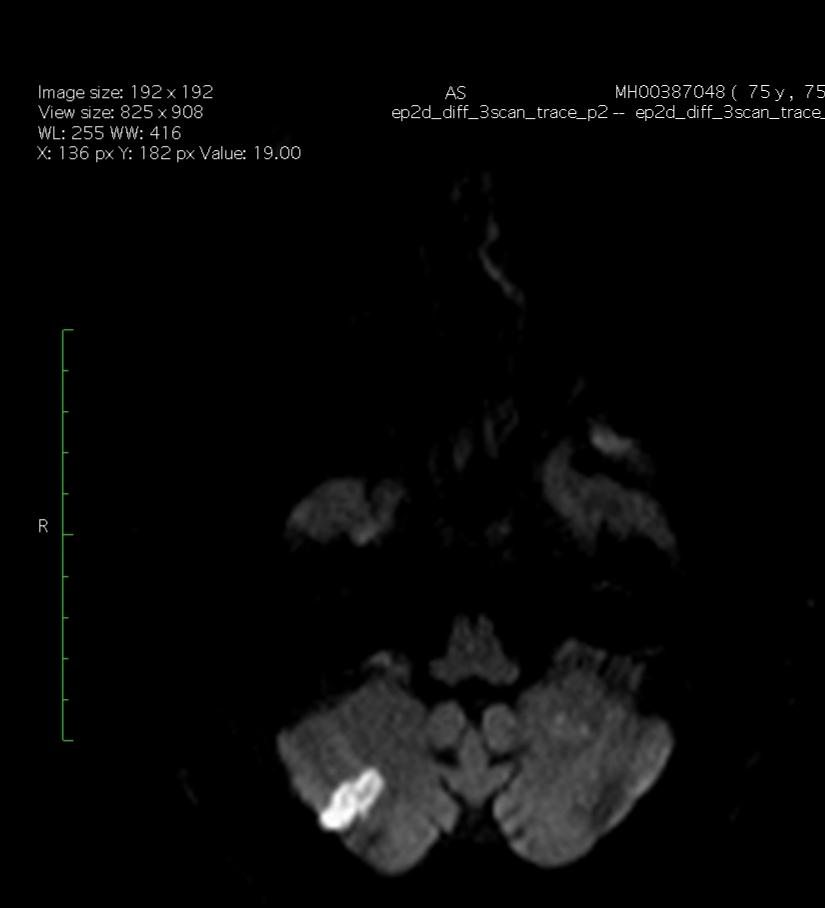 Image size: 192 x 192
View size: 825 x 908
WL: 255 WW: 416
X: 136 px Y: 182 px Value: 19.00
AS
MH00387048 ( 75 y , 75
ep2d_diff_3scan_trace_p2 -- ep2d_diff_3scan_trace_
R